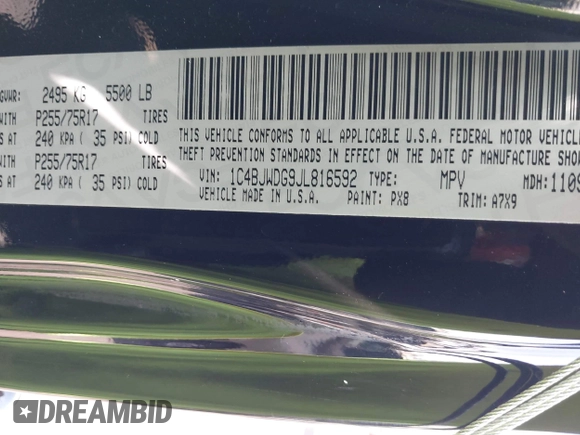 GVWR: 2495 KG 5500 LB
WITH P255/75R17 TIRES
AT 240 KPA ( 35 PSI) COLD
WITH P255/75R17 TIRES
AT 240 KPA ( 35 PSI) COLD
THIS VEHICLE CONFORMS TO ALL APPLICABLE U.S.A. FEDERAL MOTOR VEHICLE
THEFT PREVENTION STANDARDS IN EFFECT ON THE DATE OF MANUFACTURE SHO
VIN: 1C4BJWDG9JL816592 TYPE: MPV MDH: 1109
VEHICLE MADE IN U.S.A. PAINT: PX8 TRIM: A7X9
DREAMBID